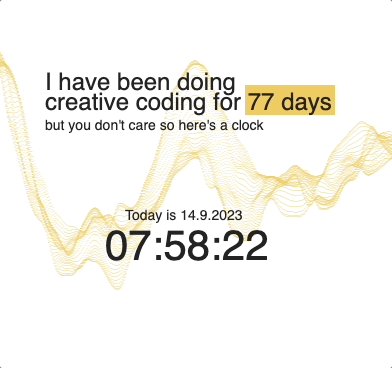 I have been doing
creative coding for 77 days
but you don't care so here's a clock
Today is 14.9.2023
07:58:22